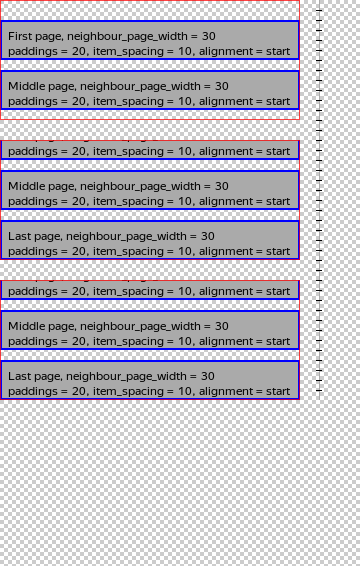 First page, neighbour_page_width = 30
paddings = 20, item_spacing = 10, alignment = start
Middle page, neighbour_page_width = 30
paddings = 20, item_spacing = 10, alignment = start
paddings = 20, item_spacing = 10, alignment = start
Middle page, neighbour_page_width = 30
paddings = 20, item_spacing = 10, alignment = start
Last page, neighbour_page_width = 30
paddings = 20, item_spacing = 10, alignment = start
paddings = 20, item_spacing = 10, alignment = start
Middle page, neighbour_page_width = 30
paddings = 20, item_spacing = 10, alignment = start
Last page, neighbour_page_width = 30
paddings = 20, item_spacing = 10, alignment = start